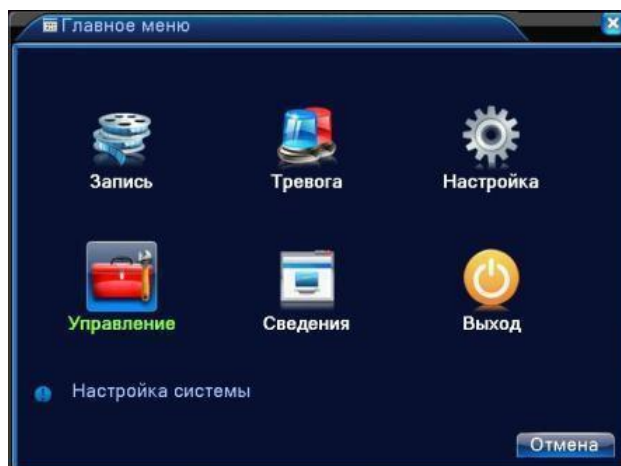 Главное меню
Запись Тревога Настройка
Управление Сведения Выход
Настройка системы
Отмена